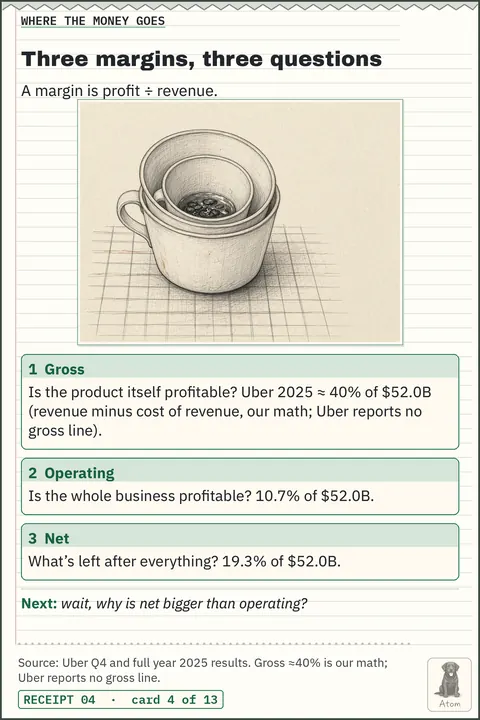 WHERE THE MONEY GOES
Three margins, three questions
A margin is profit ÷ revenue.
1 Gross
Is the product itself profitable? Uber 2025 ≈ 40% of $52.0B
(revenue minus cost of revenue, our math; Uber reports no
gross line).
2 Operating
Is the whole business profitable? 10.7% of $52.0B.
3 Net
What's left after everything? 19.3% of $52.0B.
Next: wait, why is net bigger than operating?
Source: Uber Q4 and full year 2025 results. Gross ≈40% is our math;
Uber reports no gross line.
RECEIPT 04 · card 4 of 13
Atom